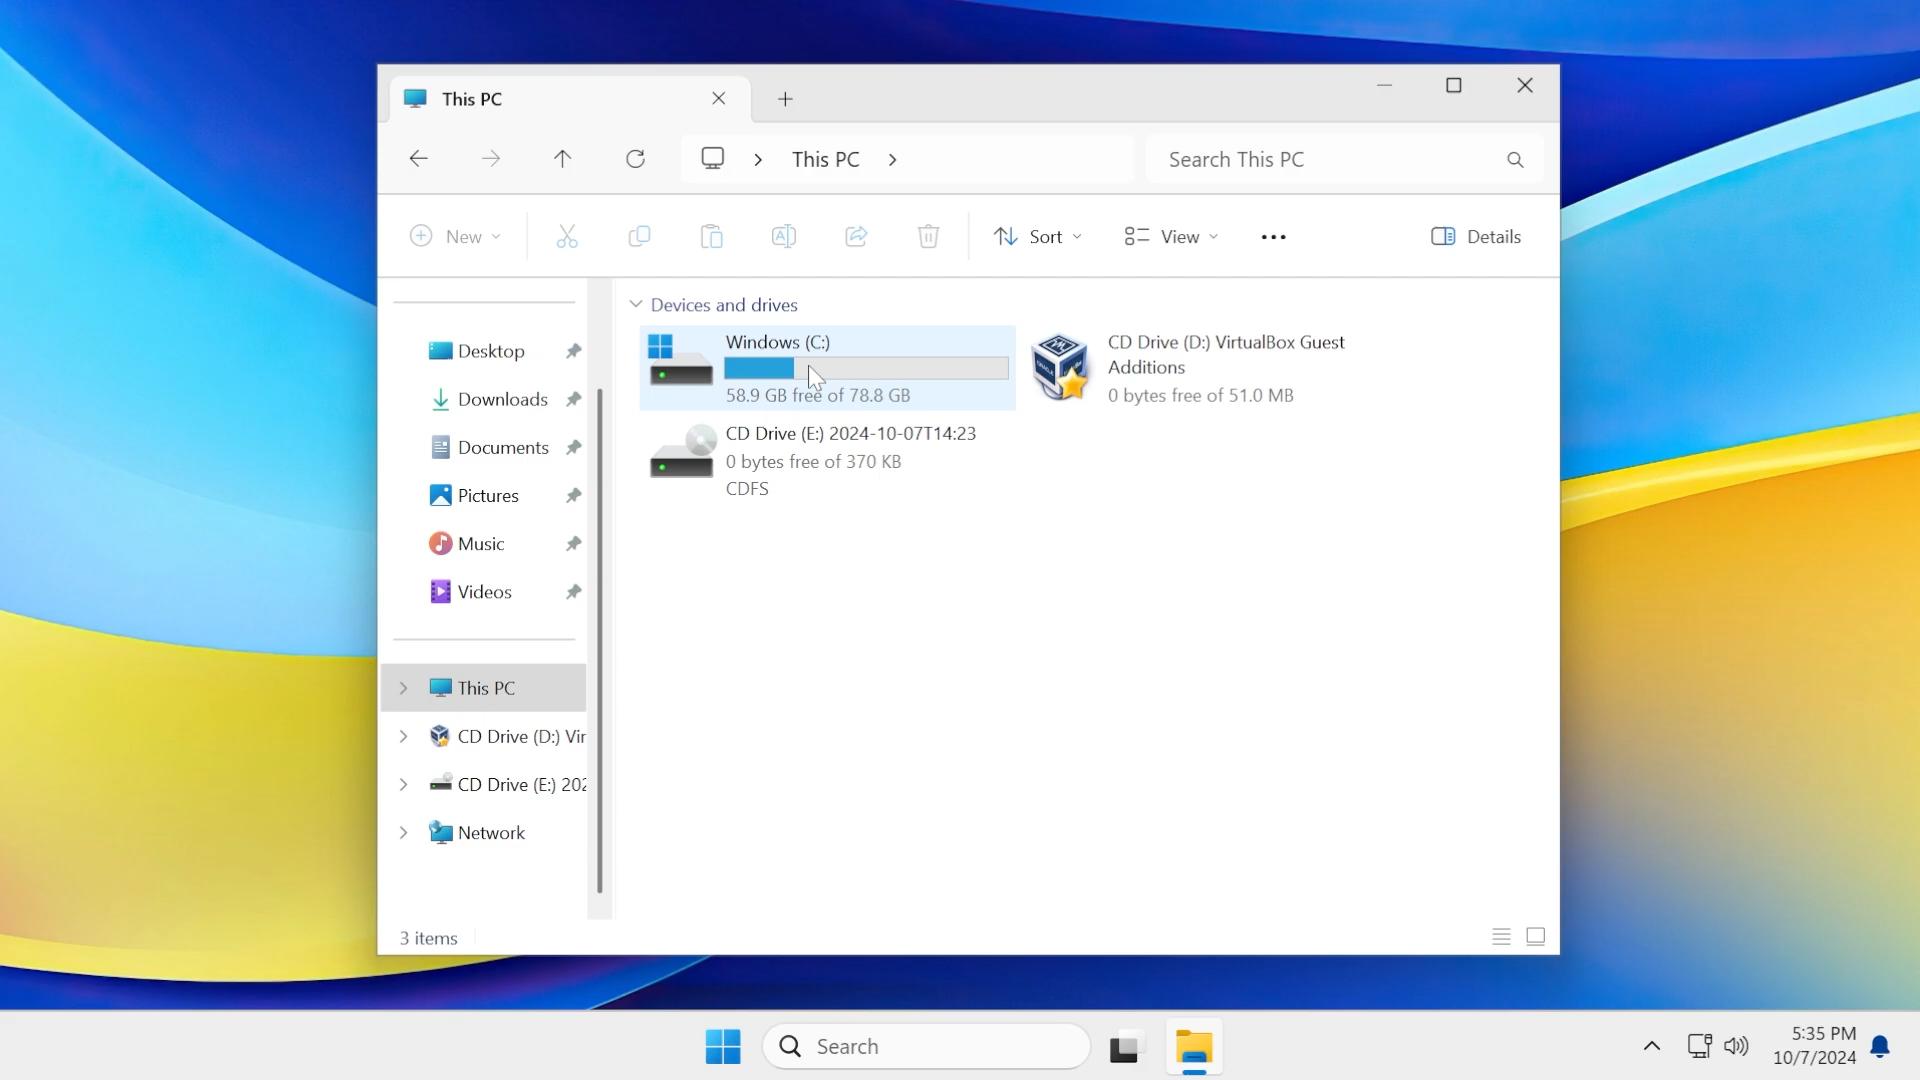 This PC
This PC
Search This PC
New
Sort
View
Details
Desktop
Downloads
Documents
Pictures
Music
Videos
This PC
CD Drive (D:) Vir
CD Drive (E:) 202
Network
Devices and drives
Windows (C:)
58.9 GB free of 78.8 GB
CD Drive (D:) VirtualBox Guest
Additions
0 bytes free of 51.0 MB
CD Drive (E:) 2024-10-07T14:23
0 bytes free of 370 KB
CDFS
3 items
Search
5:35 PM
10/7/2024